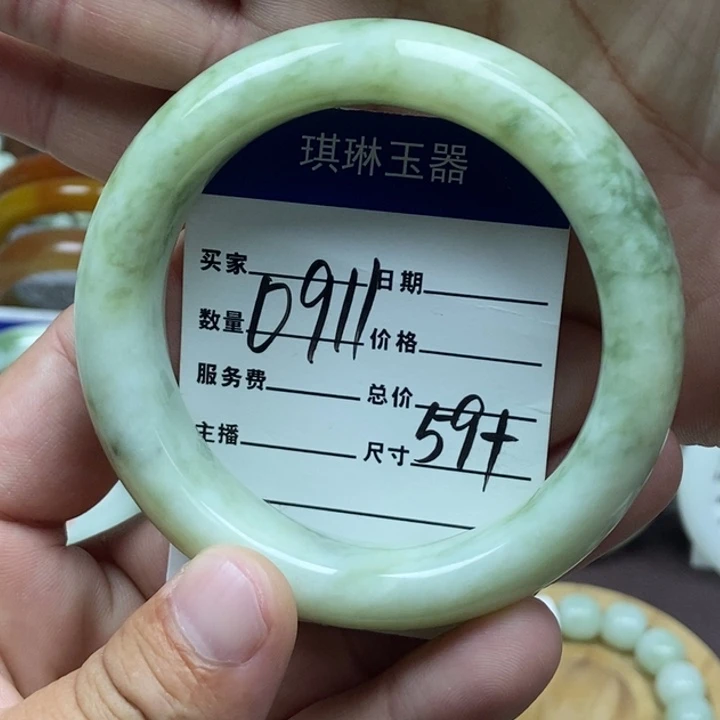 琪琳玉器
买家 日期
数量 0911 价格
服务费 总价
主播 尺寸 59+